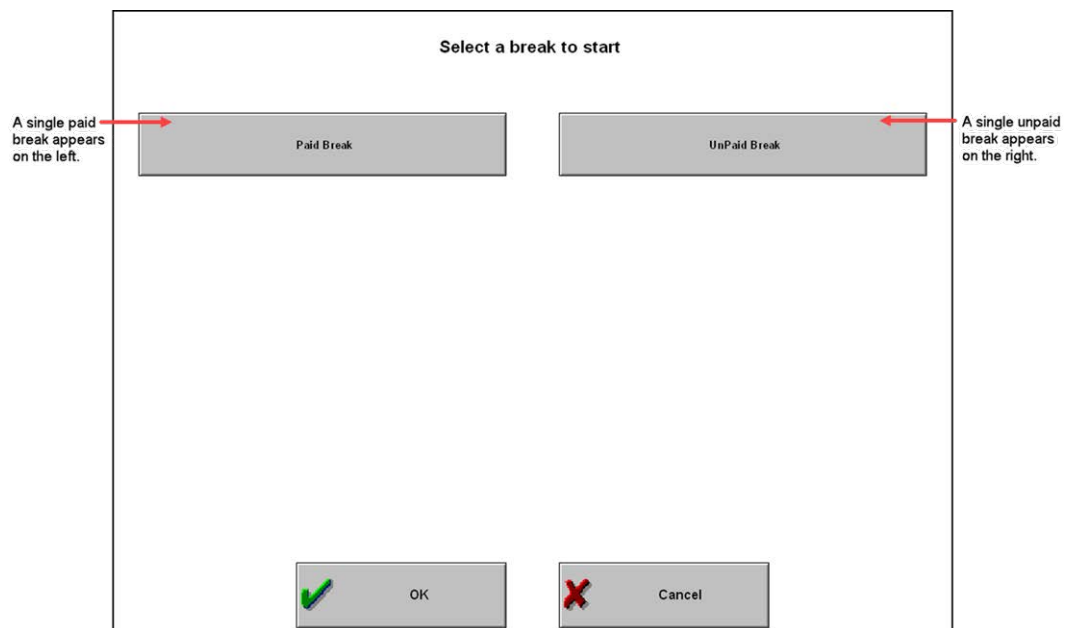 Select a break to start
A single paid
break appears
on the left.
Paid Break
UnPaid Break
A single unpaid
break appears
on the right.
OK
Cancel